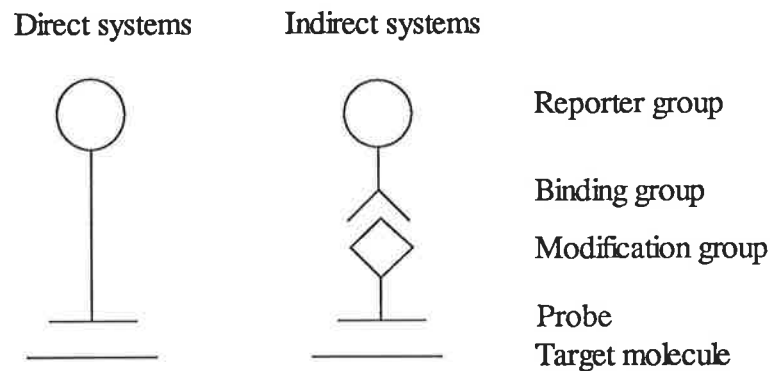 Direct systems
Indirect systems
Reporter group
Binding group
Modification group
Probe
Target molecule